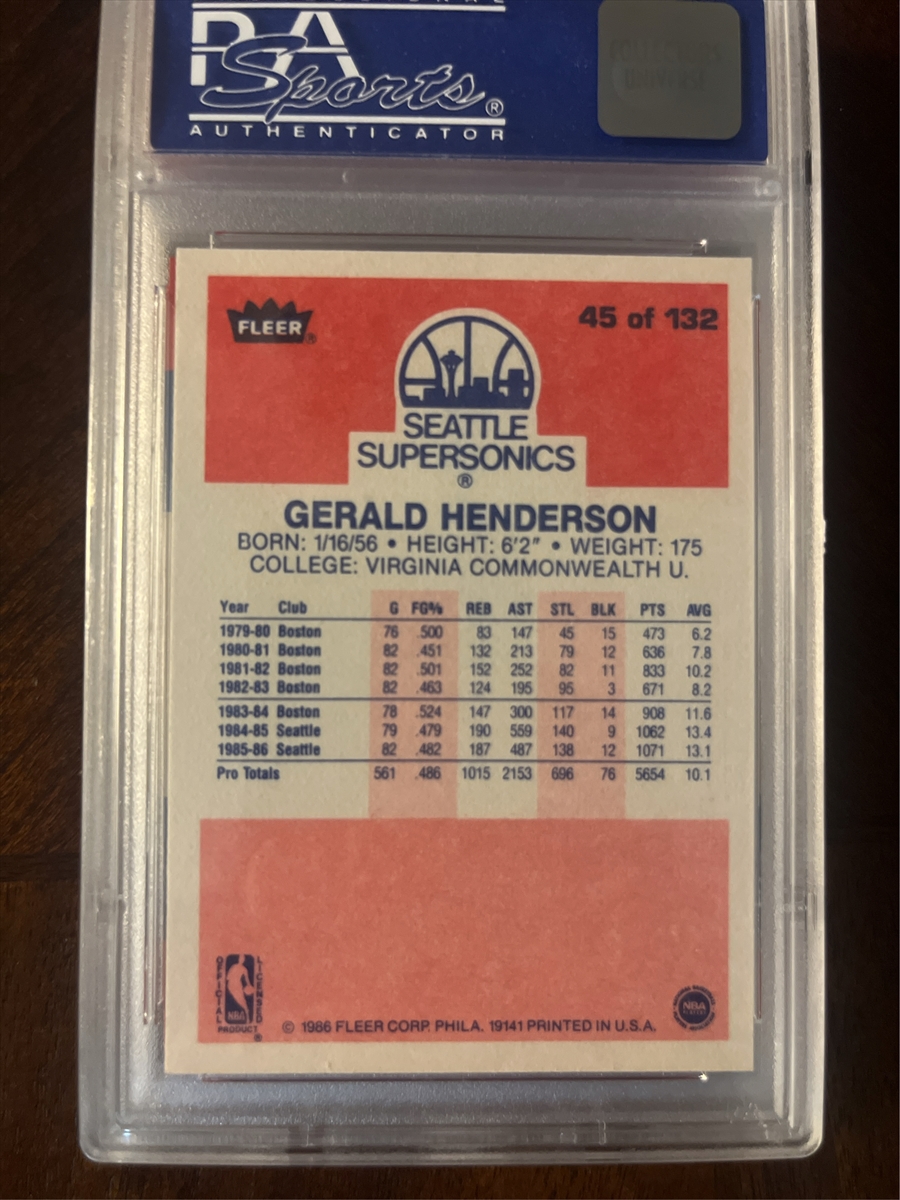 PSA
Sports®
AUTHENTICATOR
FLEER®
45 of 132
SEATTLE
SUPERSONICS
®
GERALD HENDERSON
BORN: 1/16/56 • HEIGHT: 6'2" • WEIGHT: 175
COLLEGE: VIRGINIA COMMONWEALTH U.
Year Club G FG% REB AST STL BLK PTS AVG
1979-80 Boston 76 .500 83 147 45 15 473 6.2
1980-81 Boston 82 .451 132 213 79 12 636 7.8
1981-82 Boston 82 .501 152 252 82 11 833 10.2
1982-83 Boston 82 .463 124 195 95 3 671 8.2
1983-84 Boston 78 .524 147 300 117 14 908 11.6
1984-85 Seattle 79 .479 190 559 140 9 1062 13.4
1985-86 Seattle 82 .482 187 487 138 12 1071 13.1
Pro Totals 561 .486 1015 2153 696 76 5654 10.1
OFFICIAL LICENSED
NBA
PRODUCT ®
© 1986 FLEER CORP. PHILA. 19141 PRINTED IN U.S.A.
NBA
PLAYERS